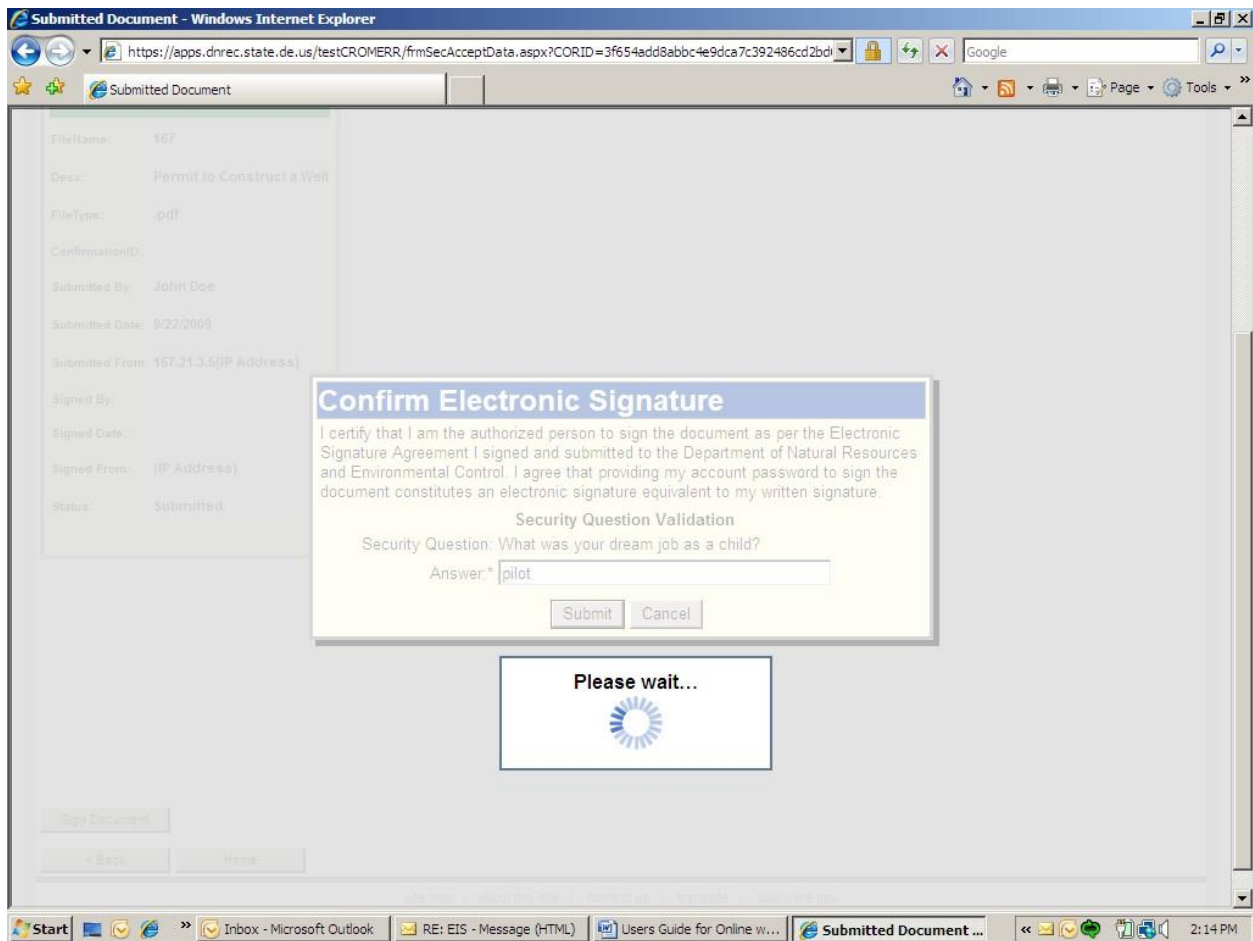 Submitted Document - Windows Internet Explorer
https://apps.dnrec.state.de.us/testCROMERR/frmSecAcceptData.aspx?CORID=3f654add8abbc4e9dca7c392486cd2bd
Google
Submitted Document
Page
Tools
FileName: 167
Desc: Permit to Construct a Well
FileType: .pdf
ConfirmationID:
Submitted By: John Doe
Submitted Date: 9/22/2009
Submitted From: 167.21.3.5(IP Address)
Signed By:
Signed Date:
Signed From: (IP Address)
Status: Submitted
Confirm Electronic Signature
I certify that I am the authorized person to sign the document as per the Electronic
Signature Agreement I signed and submitted to the Department of Natural Resources
and Environmental Control. I agree that providing my account password to sign the
document constitutes an electronic signature equivalent to my written signature.
Security Question Validation
Security Question: What was your dream job as a child?
Answer:* pilot
Submit Cancel
Please wait...
Sign Document
< Back Home
Start
Inbox - Microsoft Outlook
RE: EIS - Message (HTML)
Users Guide for Online w...
Submitted Document ...
2:14 PM